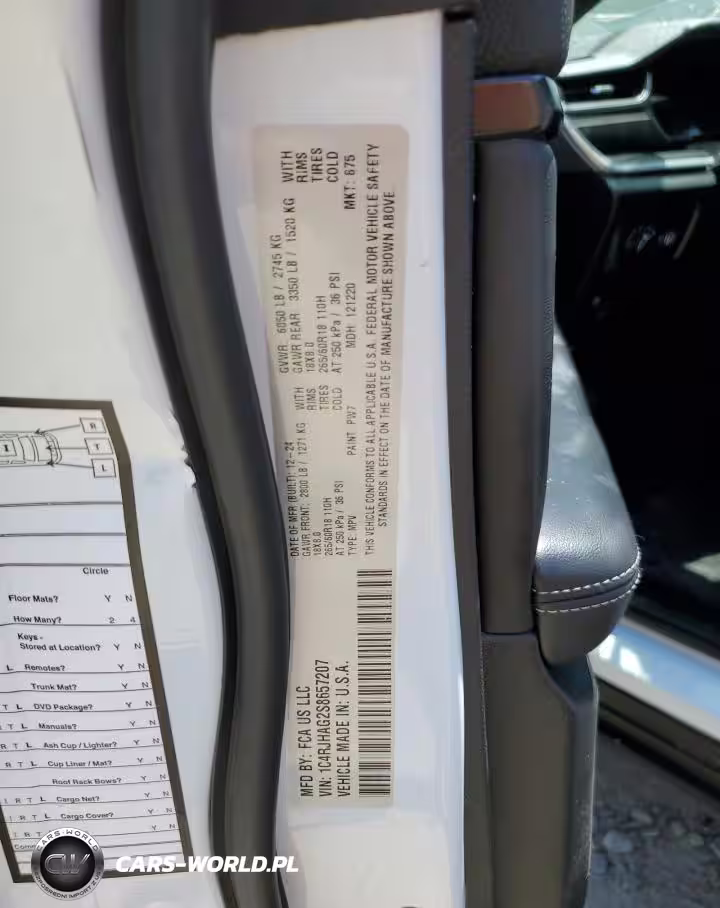 MFD BY: FCA US LLC
VIN: 1C4RJHAG2S8657207
VEHICLE MADE IN: U.S.A.
DATE OF MFR (BUILT): 12-24
GVWR 6050 LB / 2745 KG
GAWR FRONT: 2800 LB / 1271 KG WITH
GAWR REAR 3350 LB / 1520 KG WITH
18X8.0 RIMS
18X8.0 RIMS
265/60R18 110H TIRES
265/60R18 110H TIRES
AT 250 kPa / 36 PSI COLD
AT 250 kPa / 36 PSI COLD
TYPE: MPV PAINT: PW7 MDH: 121220 MKT: 675
THIS VEHICLE CONFORMS TO ALL APPLICABLE U.S.A. FEDERAL MOTOR VEHICLE SAFETY
STANDARDS IN EFFECT ON THE DATE OF MANUFACTURE SHOWN ABOVE.
R
T
L
Circle
Floor Mats? Y N
How Many? 2 4
Keys -
Stored at Location? Y N
L Remotes? Y N
Trunk Mat? Y N
T L DVD Package? Y N
R T L Manuals? Y N
R T L Ash Cup / Lighter? Y N
R T L Cup Liner / Mat? Y N
Roof Rack Bows? Y N
R T L Cargo Net? Y N
R T L Cargo Cover? Y N
Y N
CARS-WORLD
CW
CARS-WORLD.PL